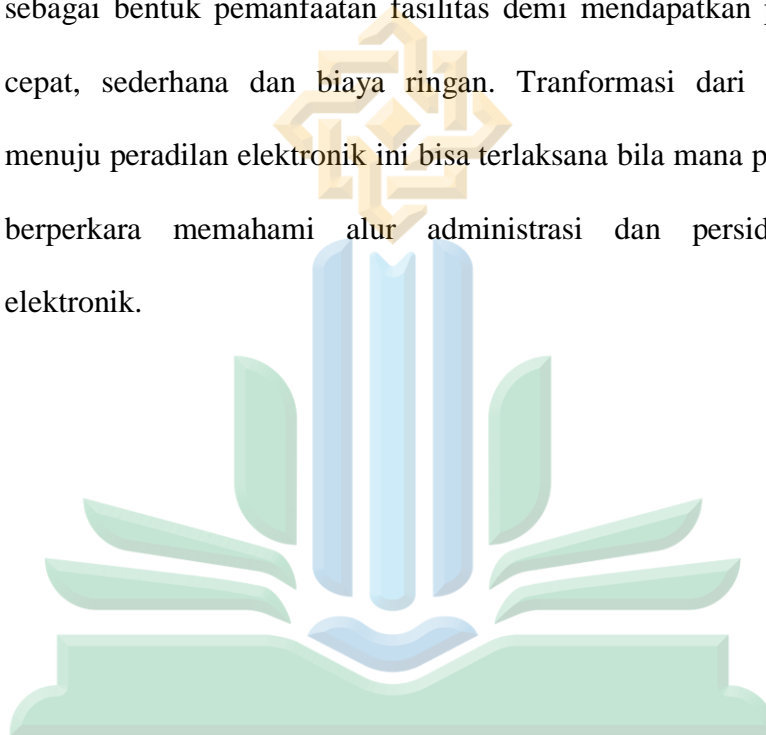 sebagai bentuk pemanfaatan fasilitas demi mendapatkan
cepat, sederhana dan biaya ringan. Tranformasi dari
menuju peradilan elektronik ini bisa terlaksana bila mana
berperkara memahami alur administrasi dan
elektronik.